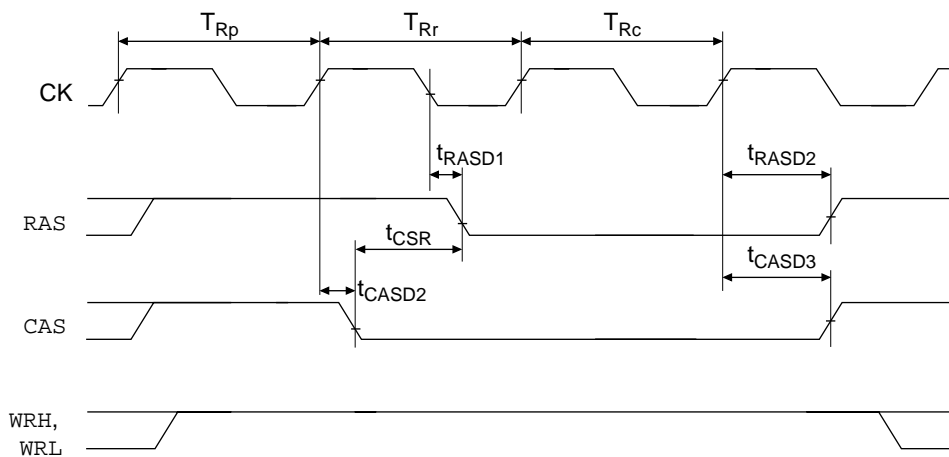 T_Rp T_Rr T_Rc
CK
t_RASD1 t_RASD2
RAS
t_CSR
t_CASD3
t_CASD2
CAS
WRH,
WRL